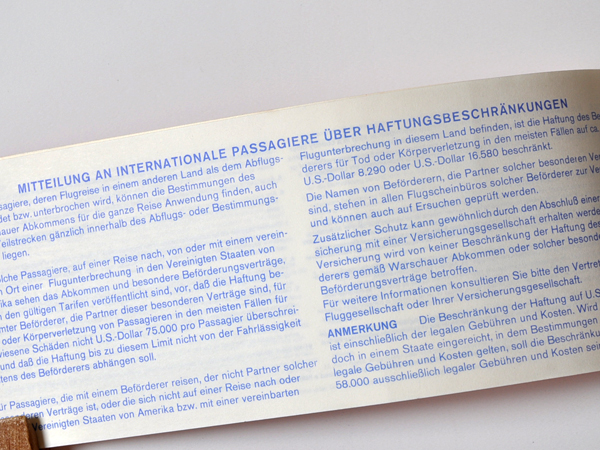 MITTEILUNG AN INTERNATIONALE PASSAGIERE ÜBER HAFTUNGSBESCHRÄNKUNGEN
deren Flugreise in einem anderen Land als dem Abflugs-
bzw. unterbrochen wird, können die Bestimmungen des
Abkommens für die ganze Reise Anwendung finden, auch
gänzlich innerhalb des Abflugs- oder Bestimmungs-
liegen.
Passagiere, auf einer Reise nach, von oder mit einem verein-
Ort einer Flugunterbrechung in den Vereinigten Staaten von
sehen das Abkommen und besondere Beförderungsverträge,
den gültigen Tarifen veröffentlicht sind, vor, daß die Haftung be-
Beförderer, die Partner dieser besonderen Verträge sind, für
oder Körperverletzung von Passagieren in den meisten Fällen für
Schäden nicht U.S.-Dollar 75.000 pro Passagier überschrei-
und daß die Haftung bis zu diesem Limit nicht von der Fahrlässigkeit
des Beförderers abhängen soll.
Passagiere, die mit einem Beförderer reisen, der nicht Partner solcher
Verträge ist, oder die sich nicht auf einer Reise nach oder
Vereinigten Staaten von Amerika bzw. mit einer vereinbarten
Flugunterbrechung in diesem Land befinden, ist die Haftung des
derers für Tod oder Körperverletzung in den meisten Fällen auf ca.
U.S.-Dollar 8.290 oder U.S.-Dollar 16.580 beschränkt.
Die Namen von Beförderern, die Partner solcher besonderen
sind, stehen in allen Flugscheinbüros solcher Beförderer zur
und können auch auf Ersuchen geprüft werden.
Zusätzlicher Schutz kann gewöhnlich durch den Abschluß einer
sicherung mit einer Versicherungsgesellschaft erhalten
Versicherung wird von keiner Beschränkung der Haftung
derers gemäß Warschauer Abkommen oder solcher
Beförderungsverträge betroffen.
Für weitere Informationen konsultieren Sie bitte den
Fluggesellschaft oder Ihrer Versicherungsgesellschaft.
ANMERKUNG Die Beschränkung der Haftung auf
ist einschließlich der legalen Gebühren und Kosten. Wird
doch in einem Staate eingereicht, in dem Bestimmungen
legale Gebühren und Kosten gelten, soll die
58.000 ausschließlich legaler Gebühren und Kosten